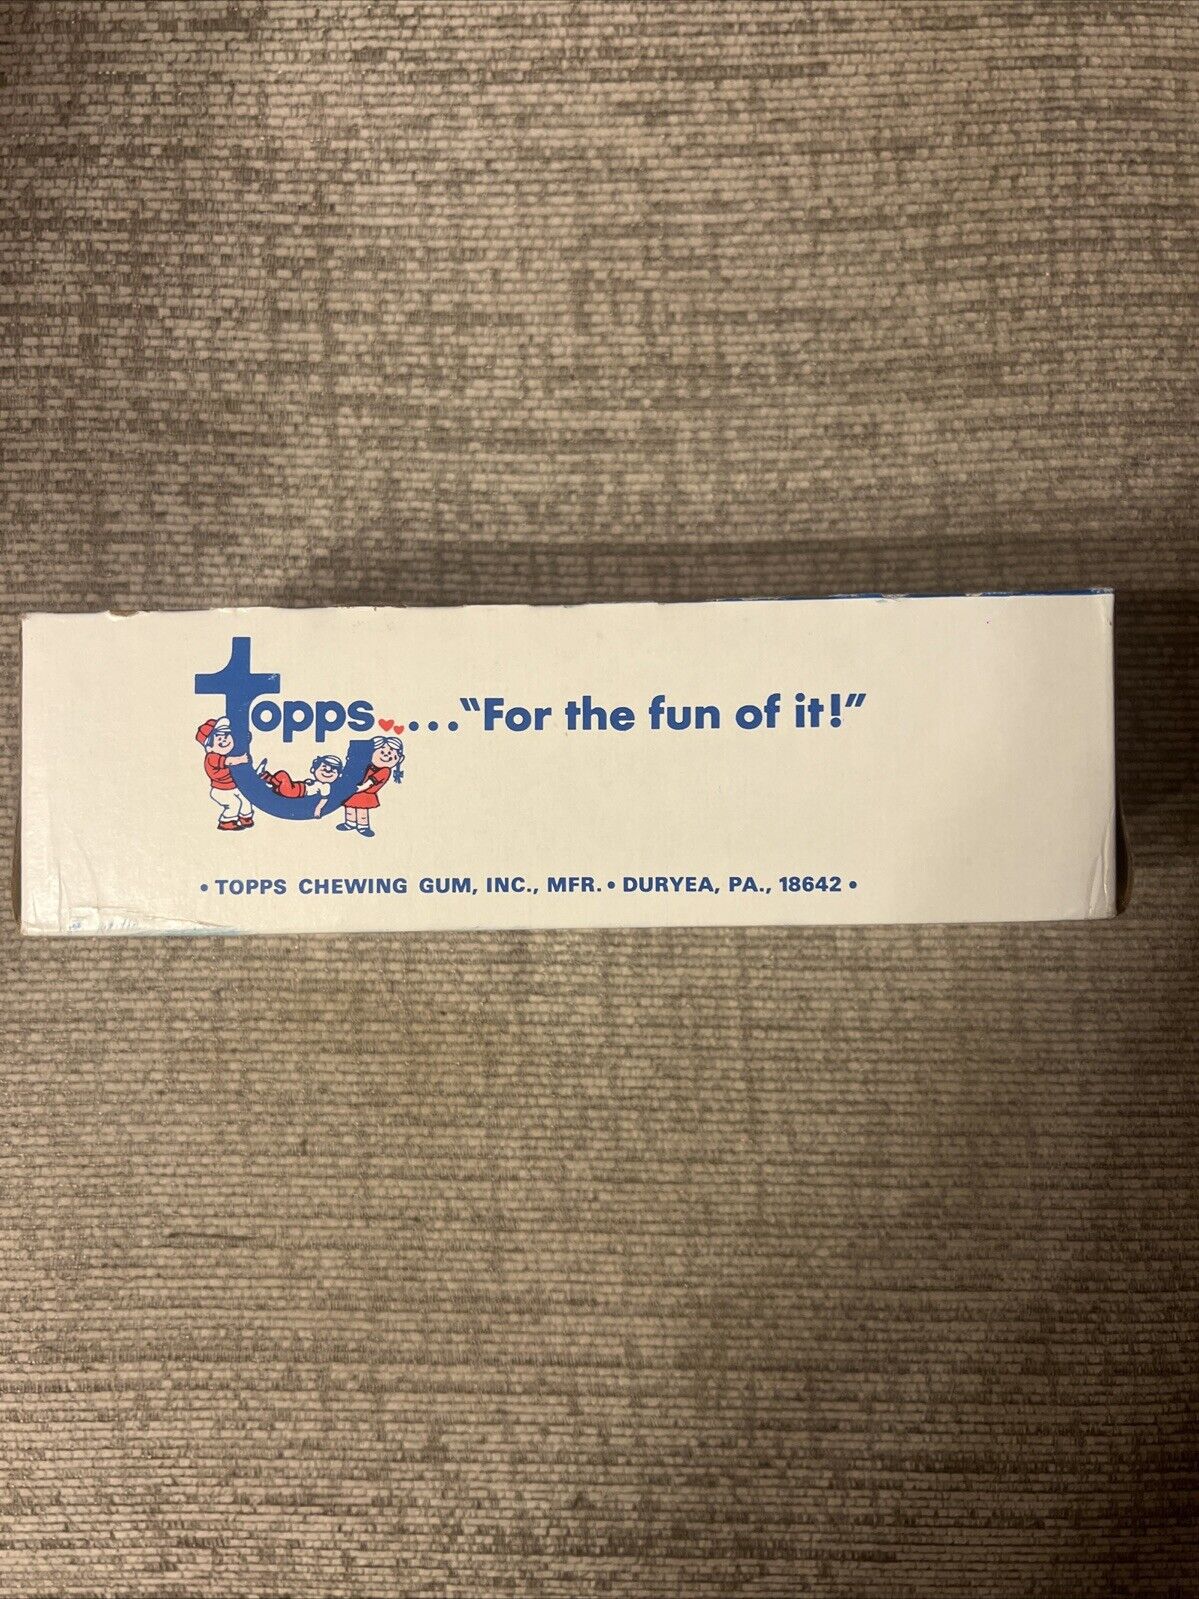 topps....."For the fun of it!"
• TOPPS CHEWING GUM, INC., MFR. • DURYEA, PA., 18642 •